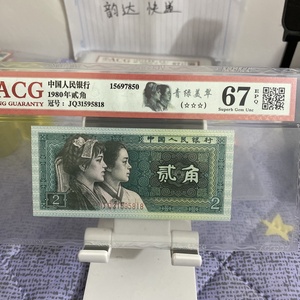 韵达 快递
ACG
NG GUARANTY
中国人民银行
1980年贰角
冠号：JQ31595818
15697850
青绿美翠
(☆☆☆)
67 EPQ
Superb Gem Unc
中国人民银行
贰角
2
2